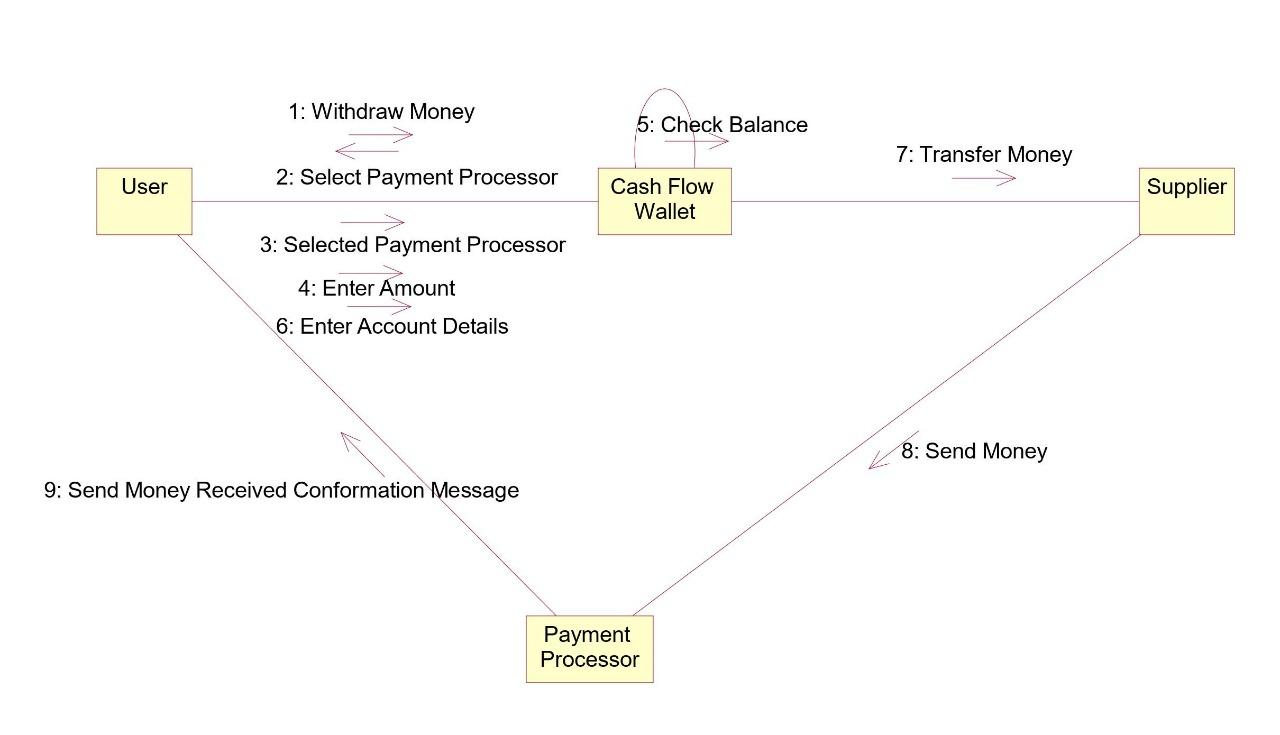 1: Withdraw Money
5: Check Balance
7: Transfer Money
User
2: Select Payment Processor
Cash Flow
Wallet
Supplier
3: Selected Payment Processor
4: Enter Amount
6: Enter Account Details
8: Send Money
9: Send Money Received Conformation Message
Payment
Processor